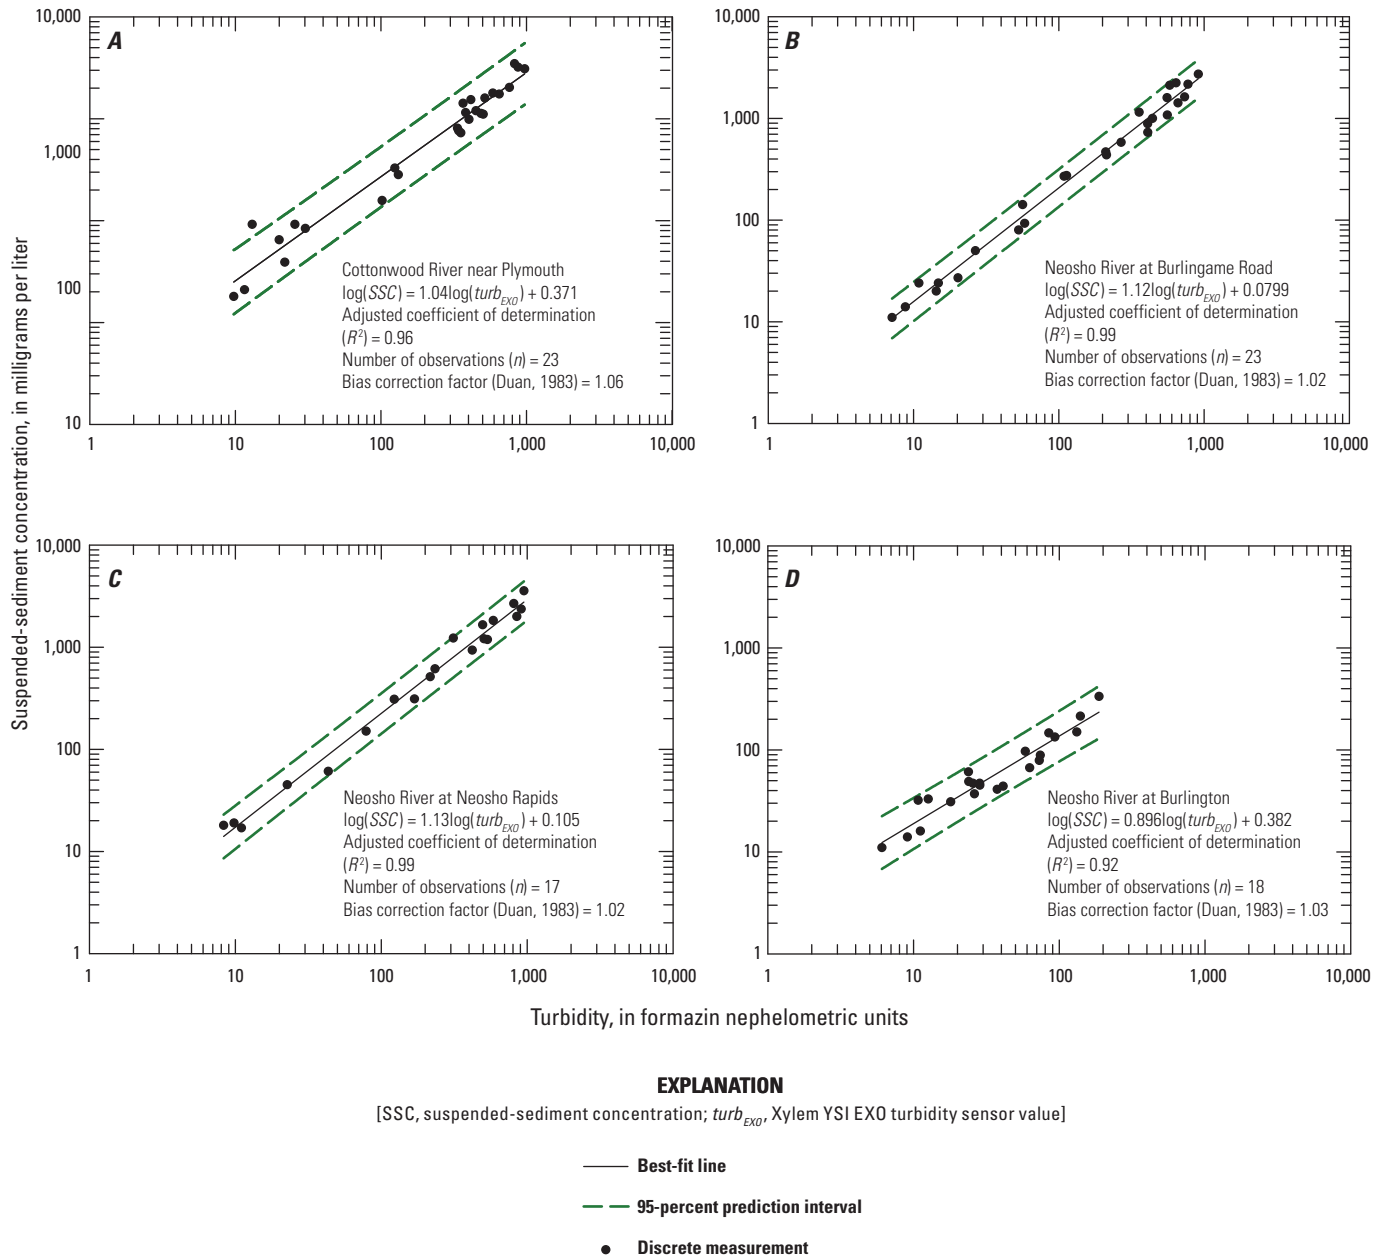 Suspended-sediment concentration, in milligrams per liter
A
10,000
1,000
100
10
1
10
100
1,000
10,000
Cottonwood River near Plymouth
log(SSC) = 1.04log(turb_EXO) + 0.371
Adjusted coefficient of determination
(R²) = 0.96
Number of observations (n) = 23
Bias correction factor (Duan, 1983) = 1.06
B
10,000
1,000
100
10
1
1
10
100
1,000
10,000
Neosho River at Burlingame Road
log(SSC) = 1.12log(turb_EXO) + 0.0799
Adjusted coefficient of determination
(R²) = 0.99
Number of observations (n) = 23
Bias correction factor (Duan, 1983) = 1.02
C
10,000
1,000
100
10
1
1
10
100
1,000
10,000
Neosho River at Neosho Rapids
log(SSC) = 1.13log(turb_EXO) + 0.105
Adjusted coefficient of determination
(R²) = 0.99
Number of observations (n) = 17
Bias correction factor (Duan, 1983) = 1.02
D
10,000
1,000
100
10
1
1
10
100
1,000
10,000
Neosho River at Burlington
log(SSC) = 0.896log(turb_EXO) + 0.382
Adjusted coefficient of determination
(R²) = 0.92
Number of observations (n) = 18
Bias correction factor (Duan, 1983) = 1.03
Turbidity, in formazin nephelometric units
EXPLANATION
[SSC, suspended-sediment concentration; turb_EXO, Xylem YSI EXO turbidity sensor value]
Best-fit line
95-percent prediction interval
Discrete measurement